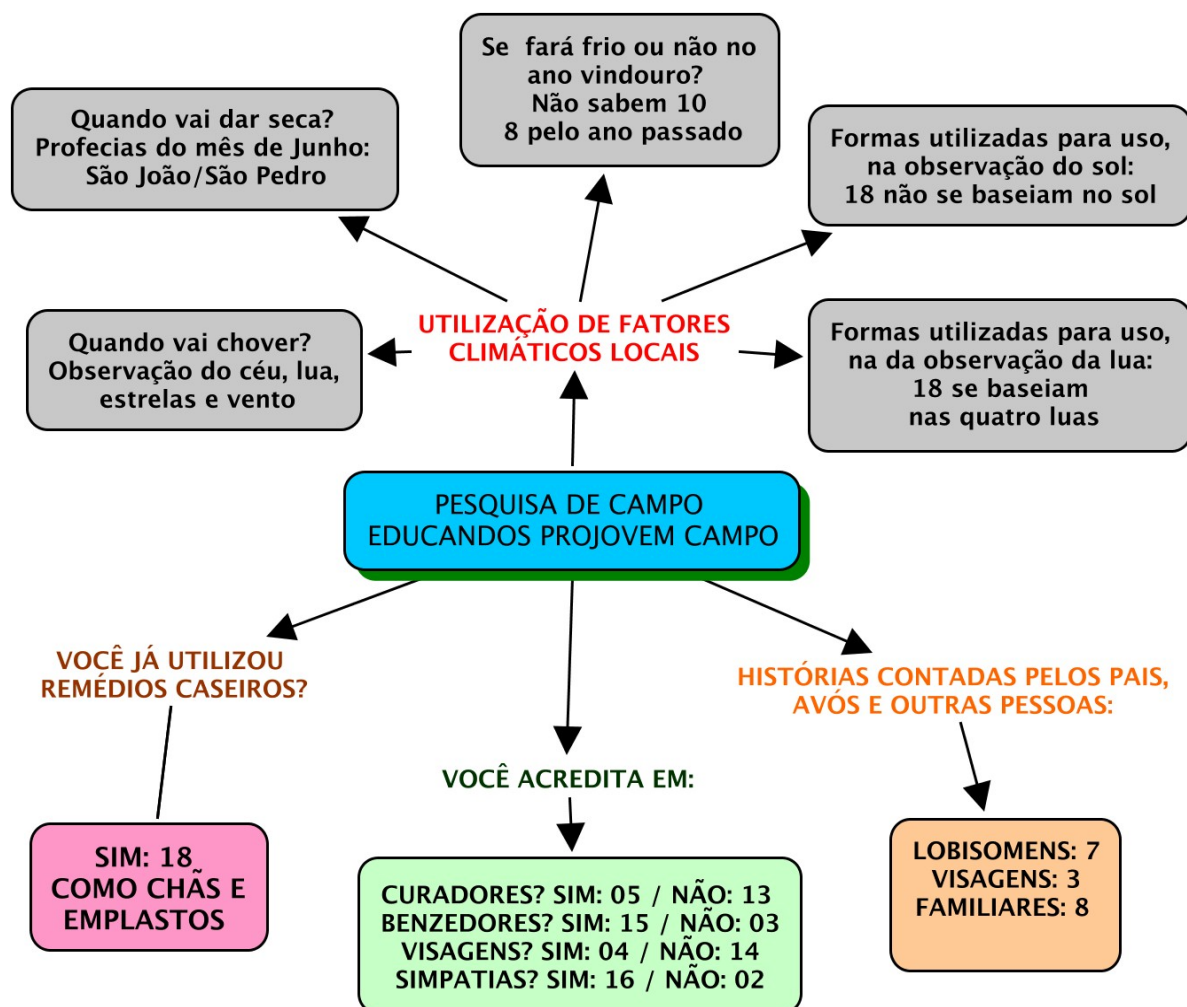 Se fará frio ou não no
ano vindouro?
Não sabem 10
8 pelo ano passado
Quando vai dar seca?
Profecias do mês de Junho:
São João/São Pedro
Formas utilizadas para uso,
na observação do sol:
18 não se baseiam no sol
UTILIZAÇÃO DE FATORES
CLIMÁTICOS LOCAIS
Quando vai chover?
Observação do céu, lua,
estrelas e vento
Formas utilizadas para uso,
na da observação da lua:
18 se baseiam
nas quatro luas
PESQUISA DE CAMPO
EDUCANDOS PROJOVEM CAMPO
VOCÊ JÁ UTILIZOU
REMÉDIOS CASEIROS?
SIM: 18
COMO CHÃS E
EMPLASTOS
VOCÊ ACREDITA EM:
CURADORES? SIM: 05 / NÃO: 13
BENZEDORES? SIM: 15 / NÃO: 03
VISAGENS? SIM: 04 / NÃO: 14
SIMPATIAS? SIM: 16 / NÃO: 02
HISTÓRIAS CONTADAS PELOS PAIS,
AVÓS E OUTRAS PESSOAS:
LOBISOMENS: 7
VISAGENS: 3
FAMILIARES: 8